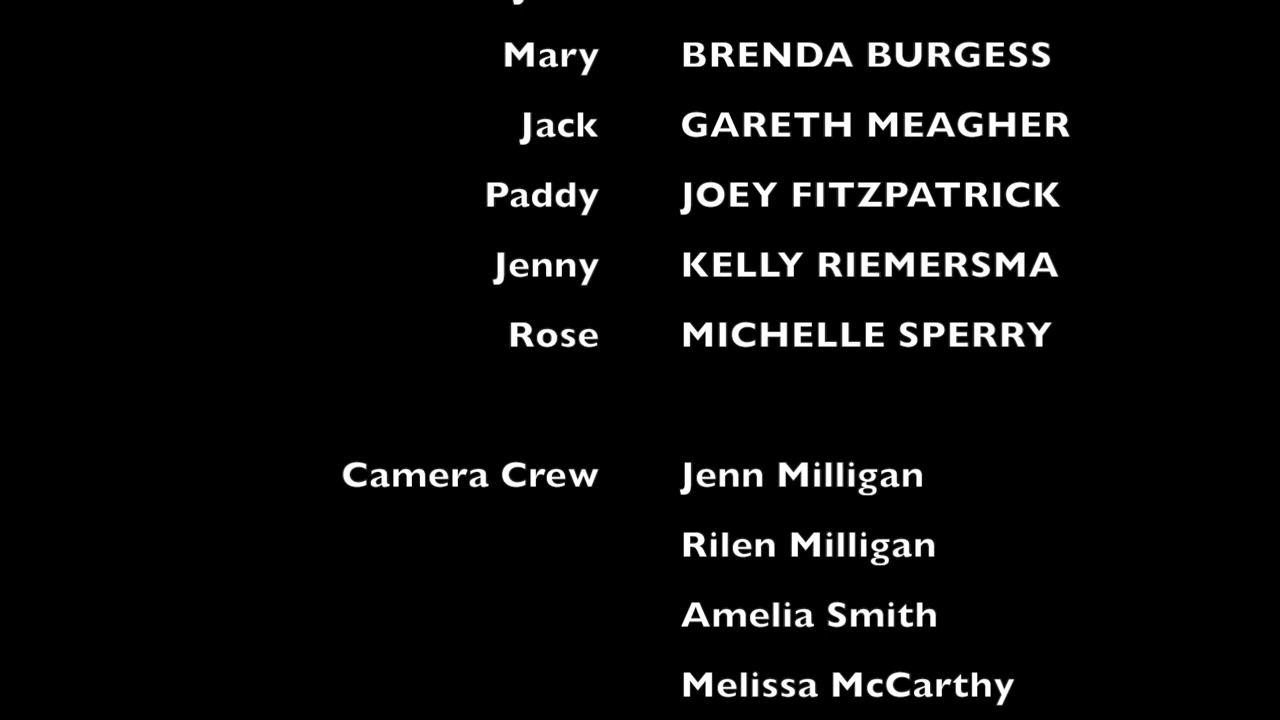 Mary BRENDA BURGESS
Jack GARETH MEAGHER
Paddy JOEY FITZPATRICK
Jenny KELLY RIEMERSMA
Rose MICHELLE SPERRY
Camera Crew Jenn Milligan
Rilen Milligan
Amelia Smith
Melissa McCarthy